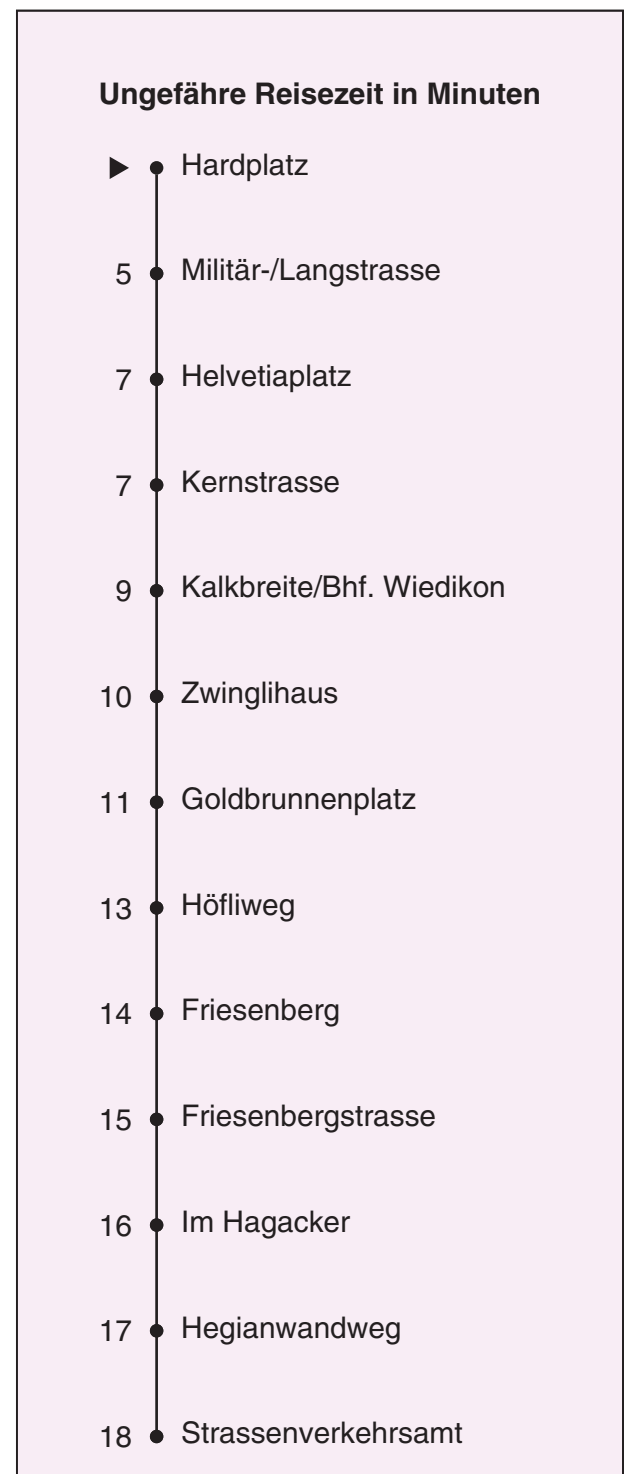 Ungefähre Reisezeit in Minuten
Hardplatz
5 Militär-/Langstrasse
7 Helvetiaplatz
7 Kernstrasse
9 Kalkbreite/Bhf. Wiedikon
10 Zwinglihaus
11 Goldbrunnenplatz
13 Höfliweg
14 Friesenberg
15 Friesenbergstrasse
16 Im Hagacker
17 Hegianwandweg
18 Strassenverkehrsamt